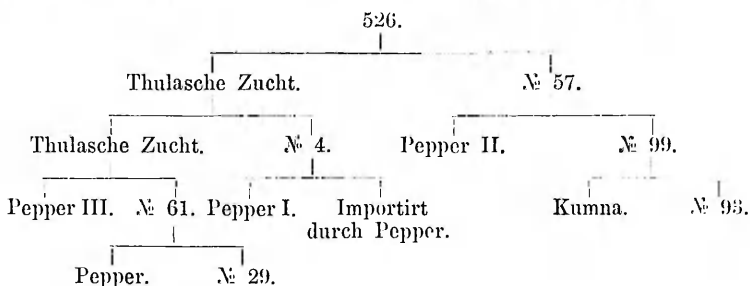 526.
Thulasche Zucht. № 57.
Thulasche Zucht. № 4. Pepper II. № 99.
Pepper III. № 61. Pepper I. Importirt Kumna. № 93.
durch Pepper.
Pepper. № 29.